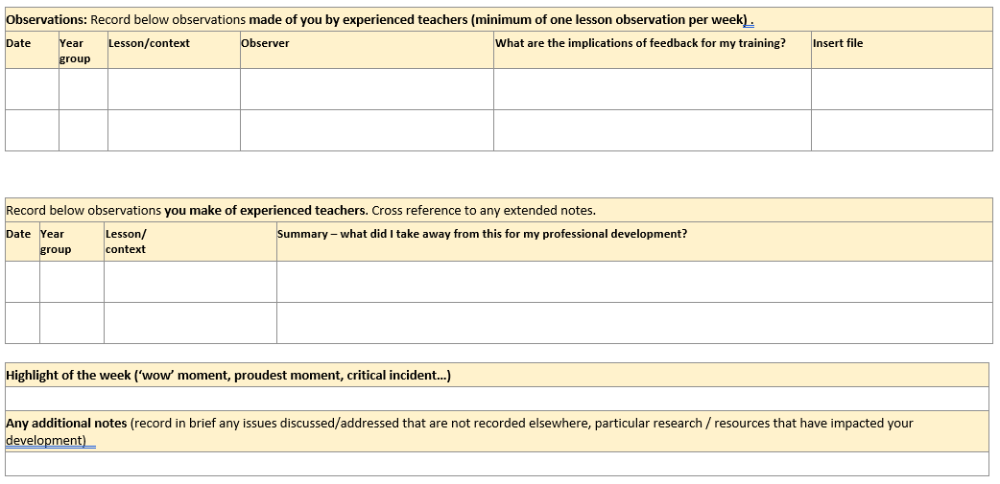 Observations: Record below observations made of you by experienced teachers (minimum of one lesson observation per week) .
Date Year group Lesson/context Observer What are the implications of feedback for my training? Insert file
Record below observations you make of experienced teachers. Cross reference to any extended notes.
Date Year group Lesson/ context Summary – what did I take away from this for my professional development?
Highlight of the week (‘wow’ moment, proudest moment, critical incident…)
Any additional notes (record in brief any issues discussed/addressed that are not recorded elsewhere, particular research / resources that have impacted your
development)